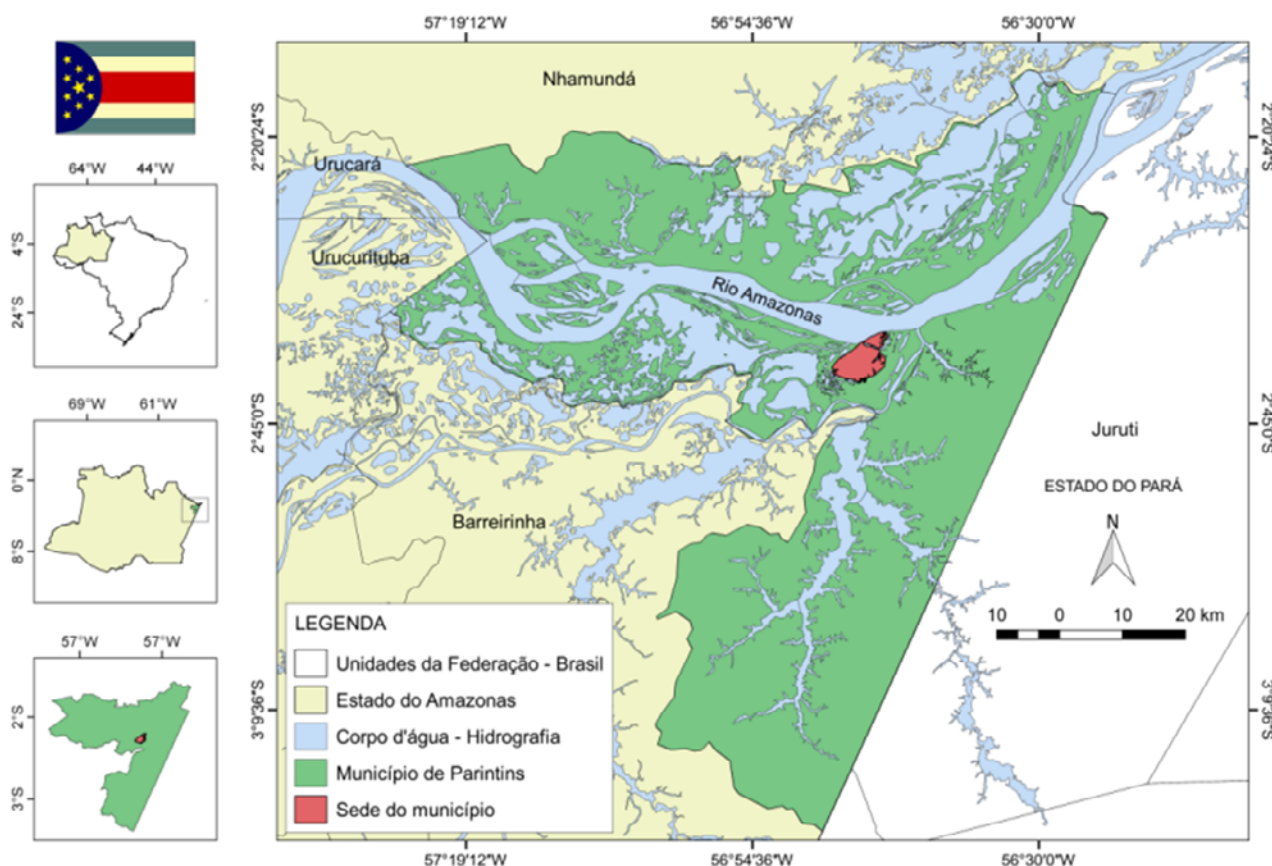 57°19'12"W 56°54'36"W 56°30'0"W
Nhamundá
2°20'24"S
2°20'24"S
Urucará
64°W 44°W
4°S
24°S
Urucurituba
Rio Amazonas
69°W 61°W
0°N
8°S
2°45'0"S
2°45'0"S
Juruti
ESTADO DO PARÁ
Barreirinha
N
10 0 10 20 km
57°W 57°W
2°S
3°S
3°9'36"S
3°9'36"S
LEGENDA
Unidades da Federação - Brasil
Estado do Amazonas
Corpo d'água - Hidrografia
Município de Parintins
Sede do município
57°19'12"W 56°54'36"W 56°30'0"W